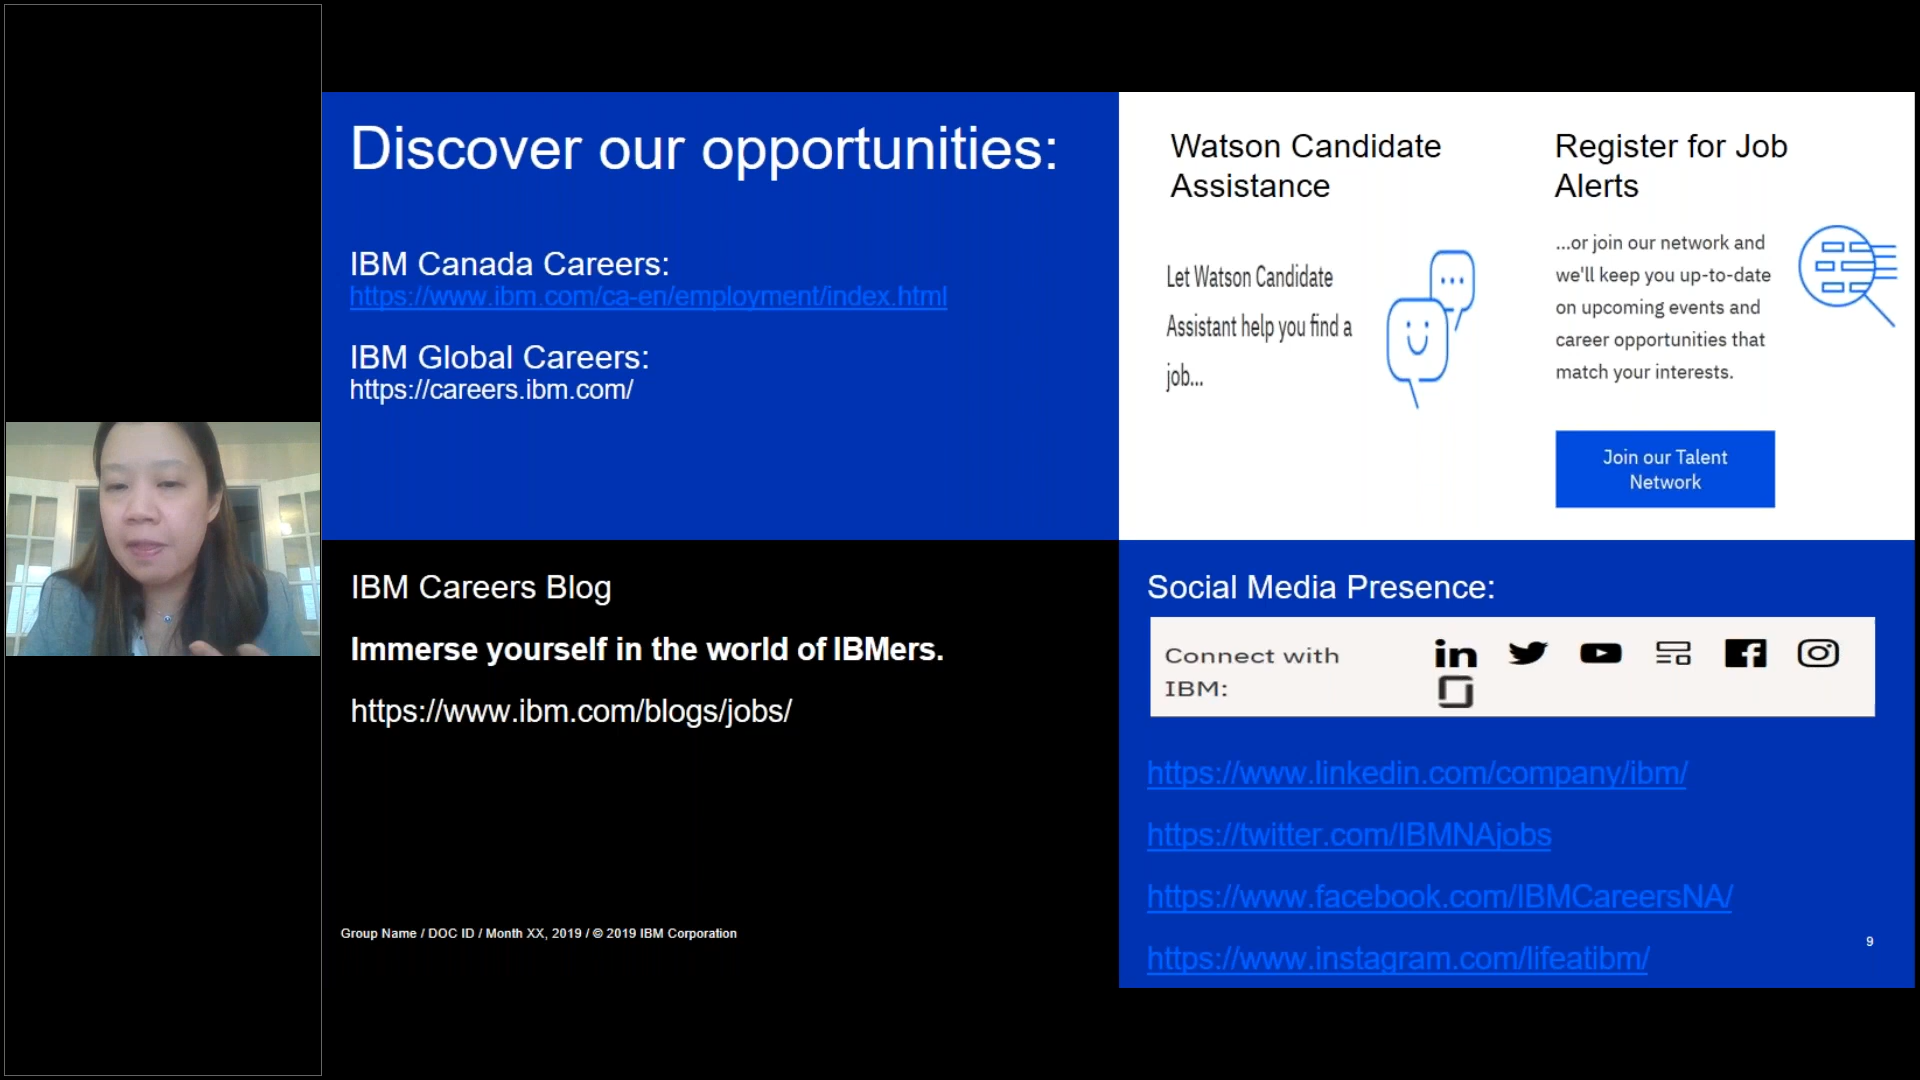 Discover our opportunities:
IBM Canada Careers:
https://www.ibm.com/ca-en/employment/index.html
IBM Global Careers:
https://careers.ibm.com/
Watson Candidate
Assistance
Let Watson Candidate
Assistant help you find a
job...
Register for Job
Alerts
...or join our network and
we'll keep you up-to-date
on upcoming events and
career opportunities that
match your interests.
Join our Talent
Network
IBM Careers Blog
Immerse yourself in the world of IBMers.
https://www.ibm.com/blogs/jobs/
Group Name / DOC ID / Month XX, 2019 / © 2019 IBM Corporation
Social Media Presence:
Connect with
IBM:
in
https://www.linkedin.com/company/ibm/
https://twitter.com/IBMNAjobs
https://www.facebook.com/IBMCareersNA/
https://www.instagram.com/lifeatibm/
9